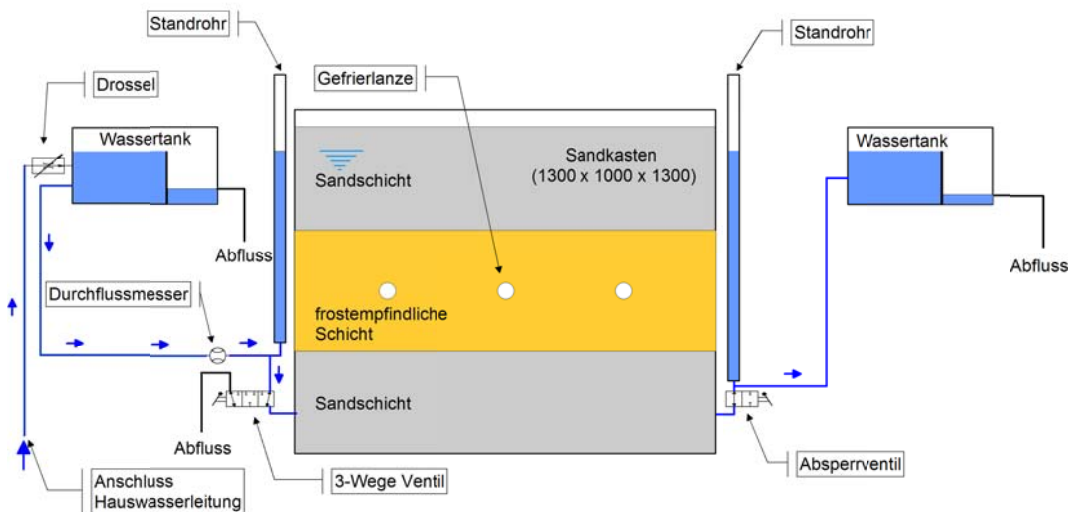 Standrohr
Standrohr
Gefrierlanze
Drossel
Wassertank
Sandkasten
(1300 x 1000 x 1300)
Wassertank
Sandschicht
Abfluss
Abfluss
Durchflussmesser
frostempfindliche
Schicht
Sandschicht
Abfluss
Anschluss
Hauswasserleitung
3-Wege Ventil
Absperrventil